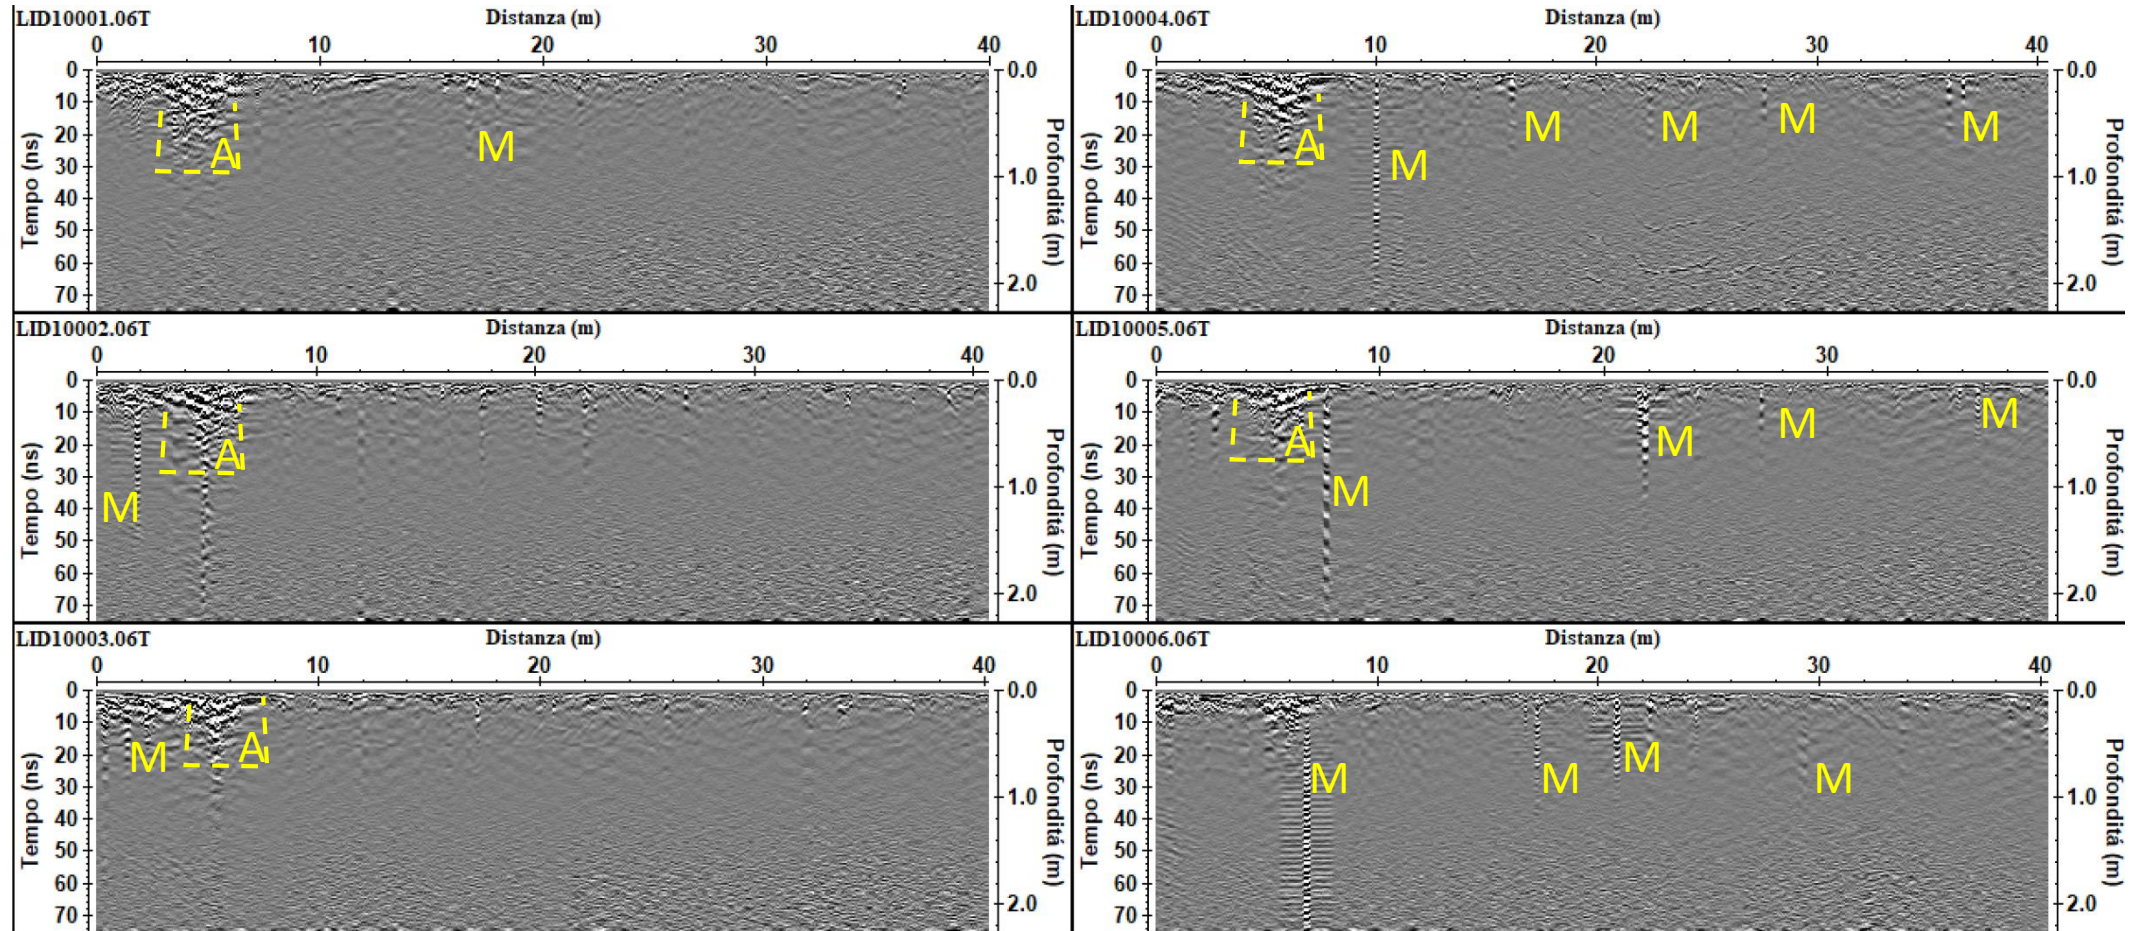 LID10001.06T Distanza (m)
0 10 20 30 40
0 10 20 30 40 50 60 70
Tempo (ns)
0.0 1.0 2.0
Profonditá (m)
A M
LID10002.06T Distanza (m)
0 10 20 30 40
0 10 20 30 40 50 60 70
Tempo (ns)
0.0 1.0 2.0
Profonditá (m)
M A
LID10003.06T Distanza (m)
0 10 20 30 40
0 10 20 30 40 50 60 70
Tempo (ns)
0.0 1.0 2.0
Profonditá (m)
M A
LID10004.06T Distanza (m)
0 10 20 30 40
0 10 20 30 40 50 60 70
Tempo (ns)
0.0 1.0 2.0
Profonditá (m)
A M M M M M
LID10005.06T Distanza (m)
0 10 20 30
0 10 20 30 40 50 60 70
Tempo (ns)
0.0 1.0 2.0
Profonditá (m)
A M M M M
LID10006.06T Distanza (m)
0 10 20 30 40
0 10 20 30 40 50 60 70
Tempo (ns)
0.0 1.0 2.0
Profonditá (m)
M M M M